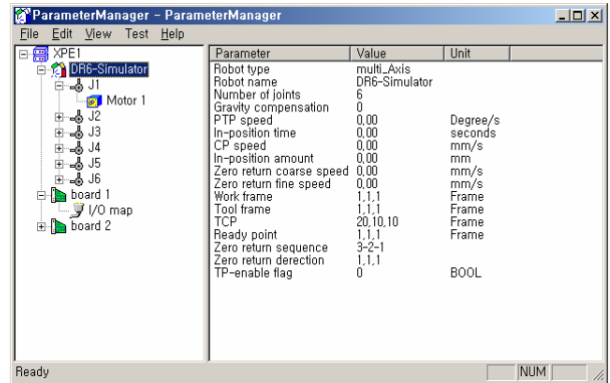 ParameterManager - ParameterManager
File Edit View Test Help
XPE1
DR6-Simulator
J1
Motor 1
J2
J3
J4
J5
J6
board 1
I/O map
board 2
Parameter Value Unit
Robot type multi_Axis
Robot name DR6-Simulator
Number of joints 6
Gravity compensation 0
PTP speed 0,00 Degree/s
In-position time 0,00 seconds
CP speed 0,00 mm/s
In-position amount 0,00 mm
Zero return coarse speed 0,00 mm/s
Zero return fine speed 0,00 mm/s
Work frame 1,1,1 Frame
Tool frame 1,1,1 Frame
TCP 20,10,10 Frame
Ready point 1,1,1 Frame
Zero return sequence 3-2-1
Zero return derection 1,1,1
TP-enable flag 0 BOOL
Ready NUM